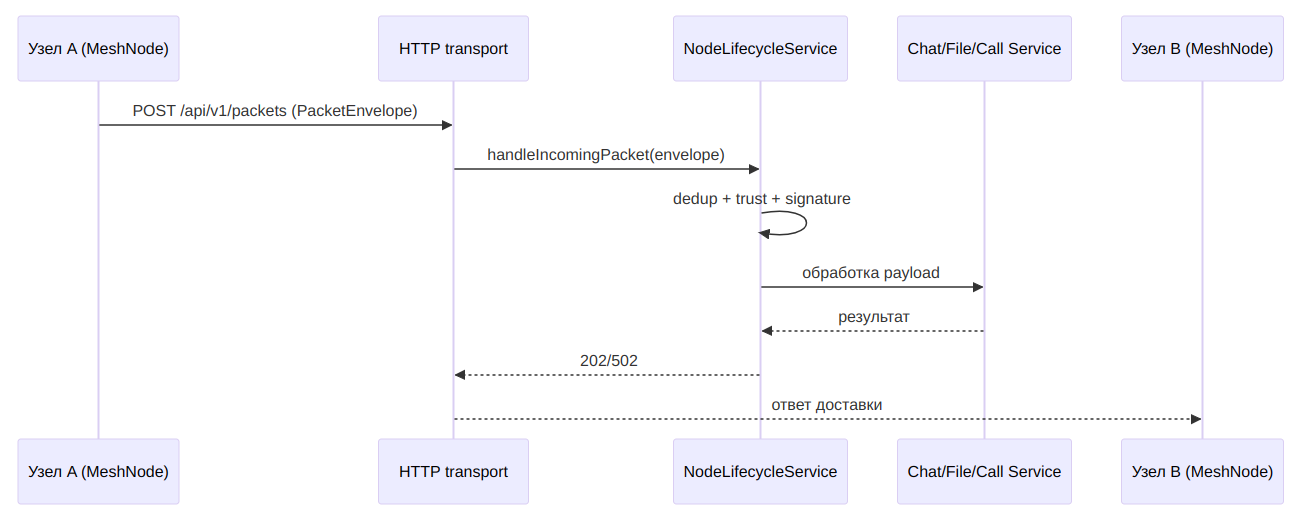 Узел A (MeshNode)
HTTP transport
NodeLifecycleService
Chat/File/Call Service
Узел B (MeshNode)
POST /api/v1/packets (PacketEnvelope)
handleIncomingPacket(envelope)
dedup + trust + signature
обработка payload
результат
202/502
ответ доставки
Узел A (MeshNode)
HTTP transport
NodeLifecycleService
Chat/File/Call Service
Узел B (MeshNode)